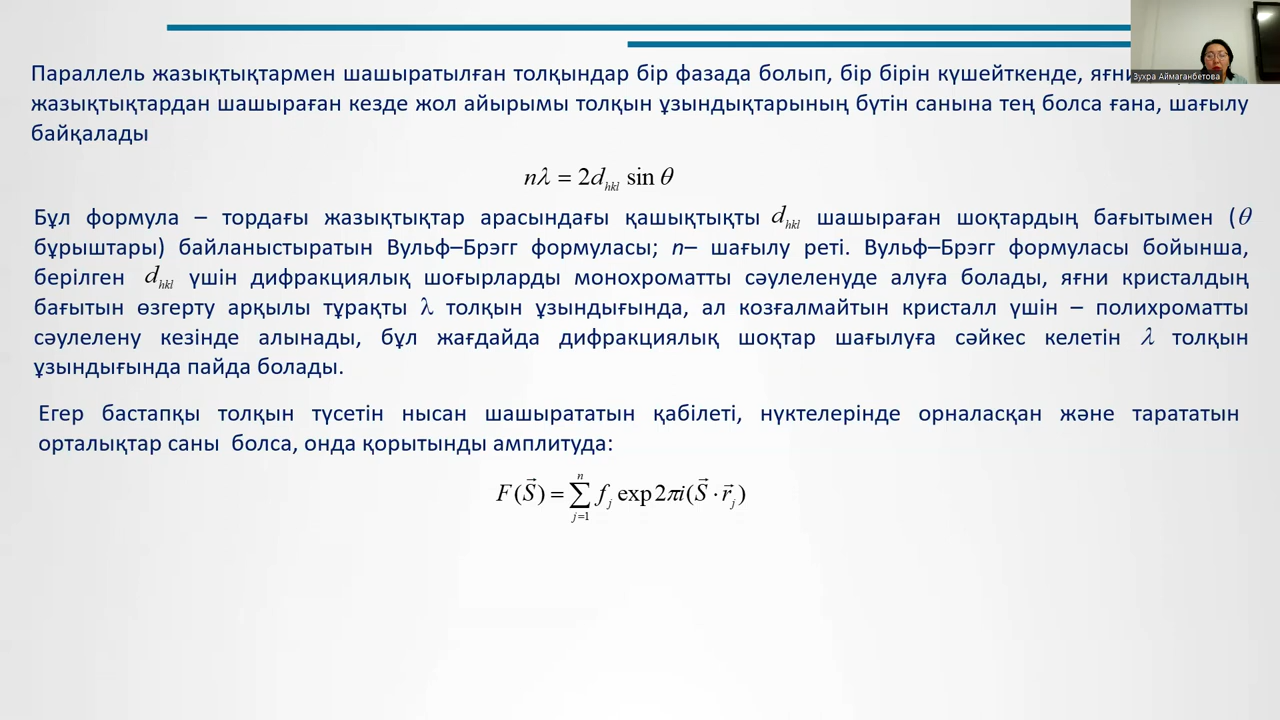 Параллель жазықтықтармен шашыратылған толқындар бір фазада болып, бір бірін күшейткенде, яғни
Зухра Аймаганбетова
жазықтықтардан шашыраған кезде жол айырымы толқын ұзындықтарының бүтін санына тең болса ғана, шағылу
байқалады
nλ = 2d_hkl sin θ
Бұл формула – тордағы жазықтықтар арасындағы қашықтықты d_hkl шашыраған шоқтардың бағытымен (θ
бұрыштары) байланыстыратын Вульф–Брэгг формуласы; n– шағылу реті. Вульф–Брэгг формуласы бойынша,
берілген d_hkl үшін дифракциялық шоғырларды монохроматты сәулеленуде алуға болады, яғни кристалдың
бағытын өзгерту арқылы тұрақты λ толқын ұзындығында, ал козғалмайтын кристалл үшін – полихроматты
сәулелену кезінде алынады, бұл жағдайда дифракциялық шоқтар шағылуға сәйкес келетін λ толқын
ұзындығында пайда болады.
Егер бастапқы толқын түсетін нысан шашырататын қабілеті, нүктелерінде орналасқан және тарататын
орталықтар саны болса, онда қорытынды амплитуда:
F(S⃗) = ∑_{j=1}^{n} f_j exp 2πi(S⃗ · r⃗_j)